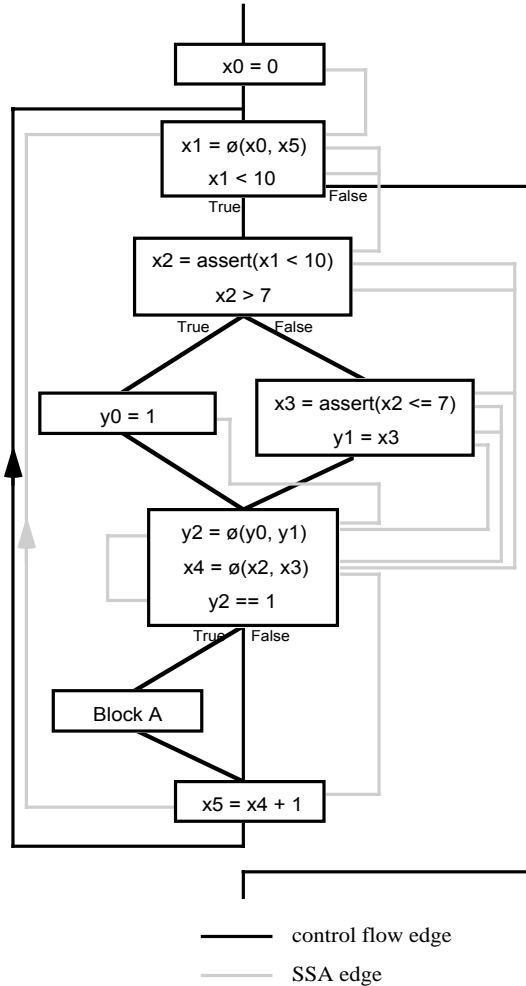 x0 = 0
x1 = ø(x0, x5)
x1 < 10
True
False
x2 = assert(x1 < 10)
x2 > 7
True
False
y0 = 1
x3 = assert(x2 <= 7)
y1 = x3
y2 = ø(y0, y1)
x4 = ø(x2, x3)
y2 == 1
True
False
Block A
x5 = x4 + 1
control flow edge
SSA edge